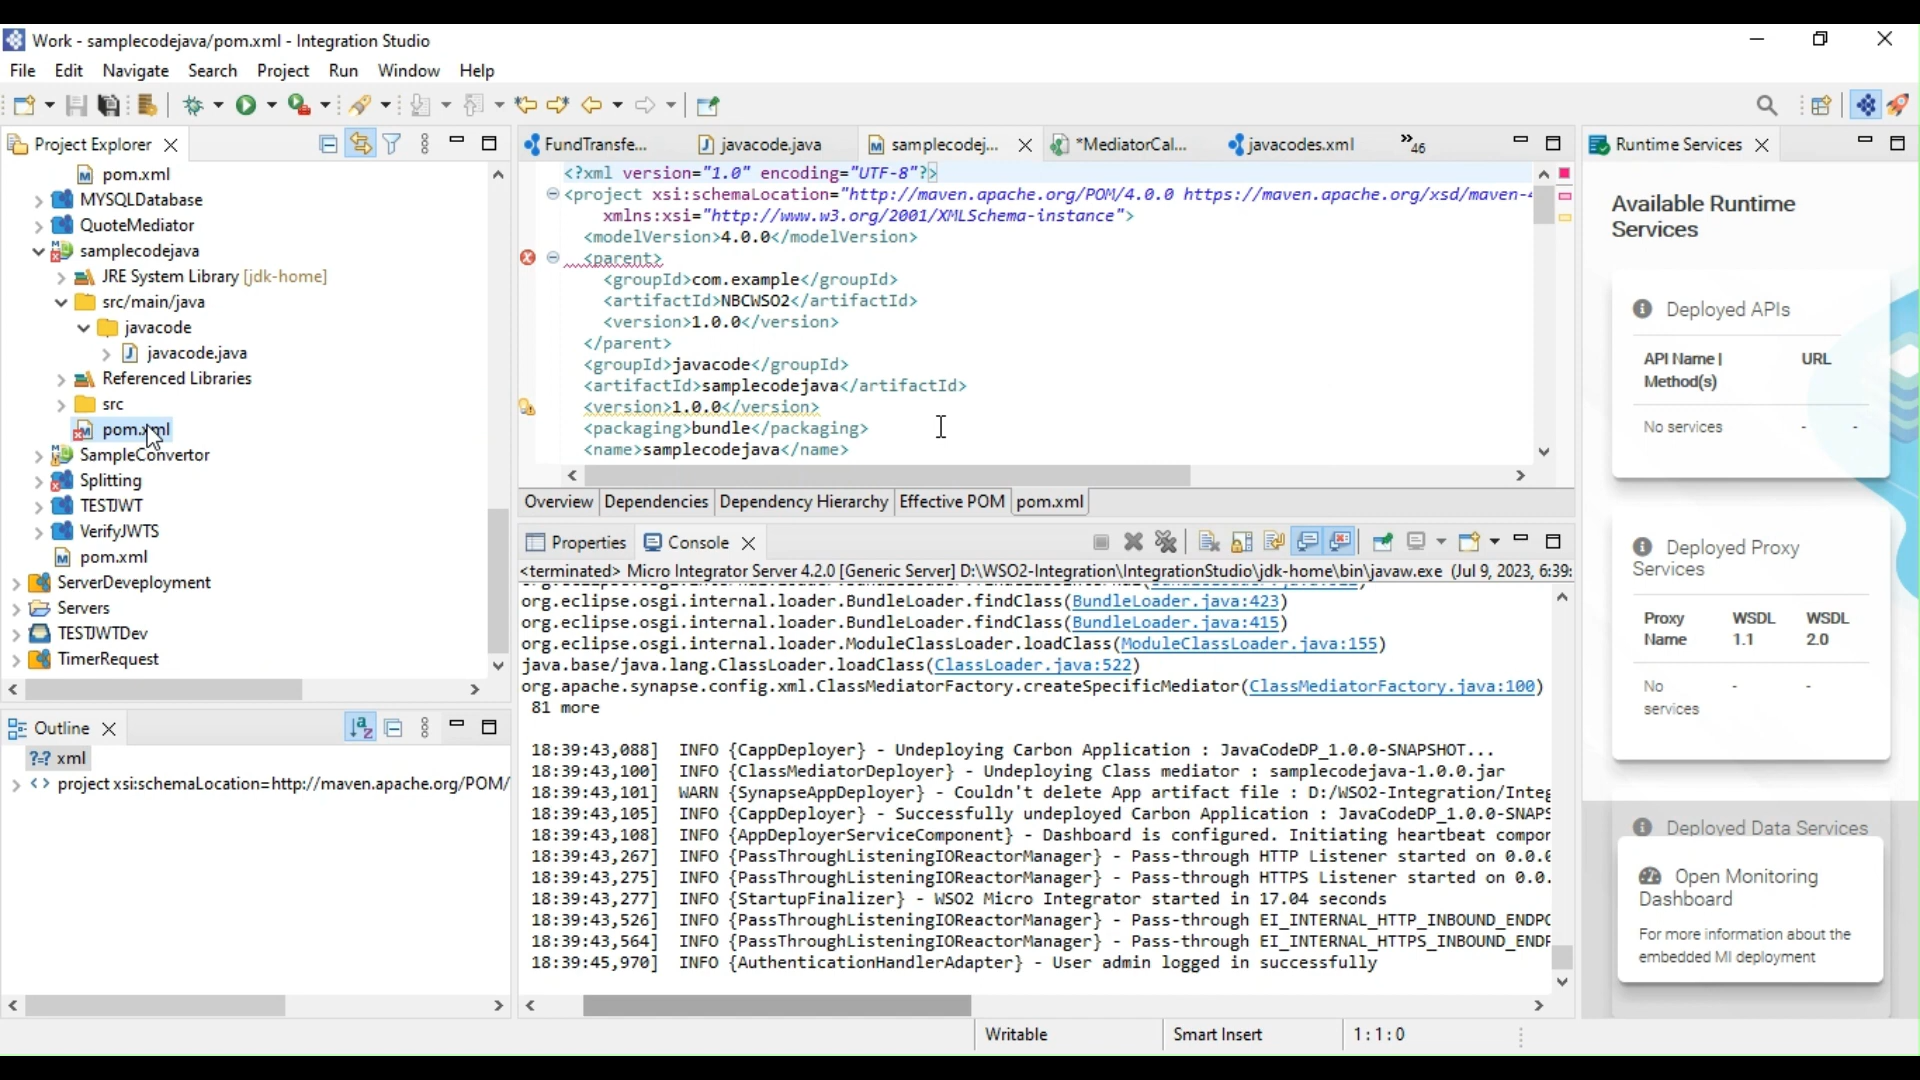 Work - samplecodejava/pom.xml - Integration Studio
File Edit Navigate Search Project Run Window Help
Project Explorer
pom.xml
MYSQLDatabase
QuoteMediator
samplecodejava
JRE System Library [jdk-home]
src/main/java
javacode
javacode.java
Referenced Libraries
src
pom.xml
SampleConvertor
Splitting
TESTJWT
VerifyJWTS
pom.xml
ServerDeveployment
Servers
TESTJWTDev
TimerRequest
Outline
?-? xml
<> project xsi:schemaLocation=http://maven.apache.org/POM/
FundTransfe... javacode.java samplecodej... *MediatorCal... javacodes.xml »46
<?xml version="1.0" encoding="UTF-8"?>
<project xsi:schemaLocation="http://maven.apache.org/POM/4.0.0 https://maven.apache.org/xsd/maven-4
xmlns:xsi="http://www.w3.org/2001/XMLSchema-instance">
<modelVersion>4.0.0</modelVersion>
<parent>
<groupId>com.example</groupId>
<artifactId>NBCWSO2</artifactId>
<version>1.0.0</version>
</parent>
<groupId>javacode</groupId>
<artifactId>samplecodejava</artifactId>
<version>1.0.0</version>
<packaging>bundle</packaging>
<name>samplecodejava</name>
Overview Dependencies Dependency Hierarchy Effective POM pom.xml
Properties Console
<terminated> Micro Integrator Server 4.2.0 [Generic Server] D:\WSO2-Integration\IntegrationStudio\jdk-home\bin\javaw.exe (Jul 9, 2023, 6:39:
org.eclipse.osgi.internal.loader.BundleLoader.findClass(BundleLoader.java:423)
org.eclipse.osgi.internal.loader.BundleLoader.findClass(BundleLoader.java:415)
org.eclipse.osgi.internal.loader.ModuleClassLoader.loadClass(ModuleClassLoader.java:155)
java.base/java.lang.ClassLoader.loadClass(ClassLoader.java:522)
org.apache.synapse.config.xml.ClassMediatorFactory.createSpecificMediator(ClassMediatorFactory.java:100)
81 more
18:39:43,088] INFO {CappDeployer} - Undeploying Carbon Application : JavaCodeDP_1.0.0-SNAPSHOT...
18:39:43,100] INFO {ClassMediatorDeployer} - Undeploying Class mediator : samplecodejava-1.0.0.jar
18:39:43,101] WARN {SynapseAppDeployer} - Couldn't delete App artifact file : D:/WSO2-Integration/Integ
18:39:43,105] INFO {CappDeployer} - Successfully undeployed Carbon Application : JavaCodeDP_1.0.0-SNAPS
18:39:43,108] INFO {AppDeployerServiceComponent} - Dashboard is configured. Initiating heartbeat compor
18:39:43,267] INFO {PassThroughListeningIOReactorManager} - Pass-through HTTP Listener started on 0.0.0
18:39:43,275] INFO {PassThroughListeningIOReactorManager} - Pass-through HTTPS Listener started on 0.0.
18:39:43,277] INFO {StartupFinalizer} - WSO2 Micro Integrator started in 17.04 seconds
18:39:43,526] INFO {PassThroughListeningIOReactorManager} - Pass-through EI_INTERNAL_HTTP_INBOUND_ENDPO
18:39:43,564] INFO {PassThroughListeningIOReactorManager} - Pass-through EI_INTERNAL_HTTPS_INBOUND_ENDF
18:39:45,970] INFO {AuthenticationHandlerAdapter} - User admin logged in successfully
Runtime Services
Available Runtime
Services
Deployed APIs
API Name | URL
Method(s)
No services - -
Deployed Proxy
Services
Proxy WSDL WSDL
Name 1.1 2.0
No - -
services
Deployed Data Services
Open Monitoring
Dashboard
For more information about the
embedded MI deployment
Writable Smart Insert 1:1:0